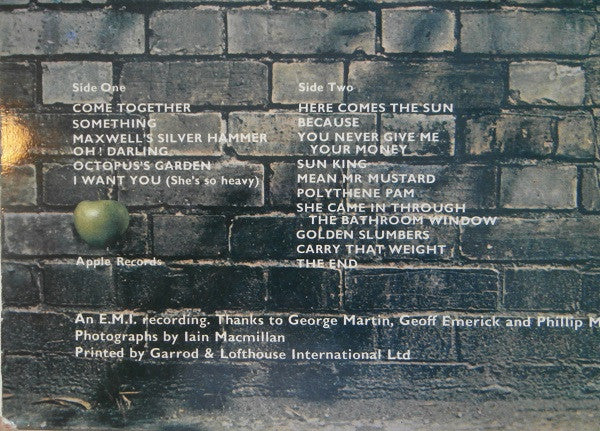 Side One
COME TOGETHER
SOMETHING
MAXWELL'S SILVER HAMMER
OH! DARLING
OCTOPUS'S GARDEN
I WANT YOU (She's so heavy)
Apple Records
Side Two
HERE COMES THE SUN
BECAUSE
YOU NEVER GIVE ME
YOUR MONEY
SUN KING
MEAN MR MUSTARD
POLYTHENE PAM
SHE CAME IN THROUGH
THE BATHROOM WINDOW
GOLDEN SLUMBERS
CARRY THAT WEIGHT
THE END
An E.M.I. recording. Thanks to George Martin, Geoff Emerick and Phillip M
Photographs by Iain Macmillan
Printed by Garrod & Lofthouse International Ltd